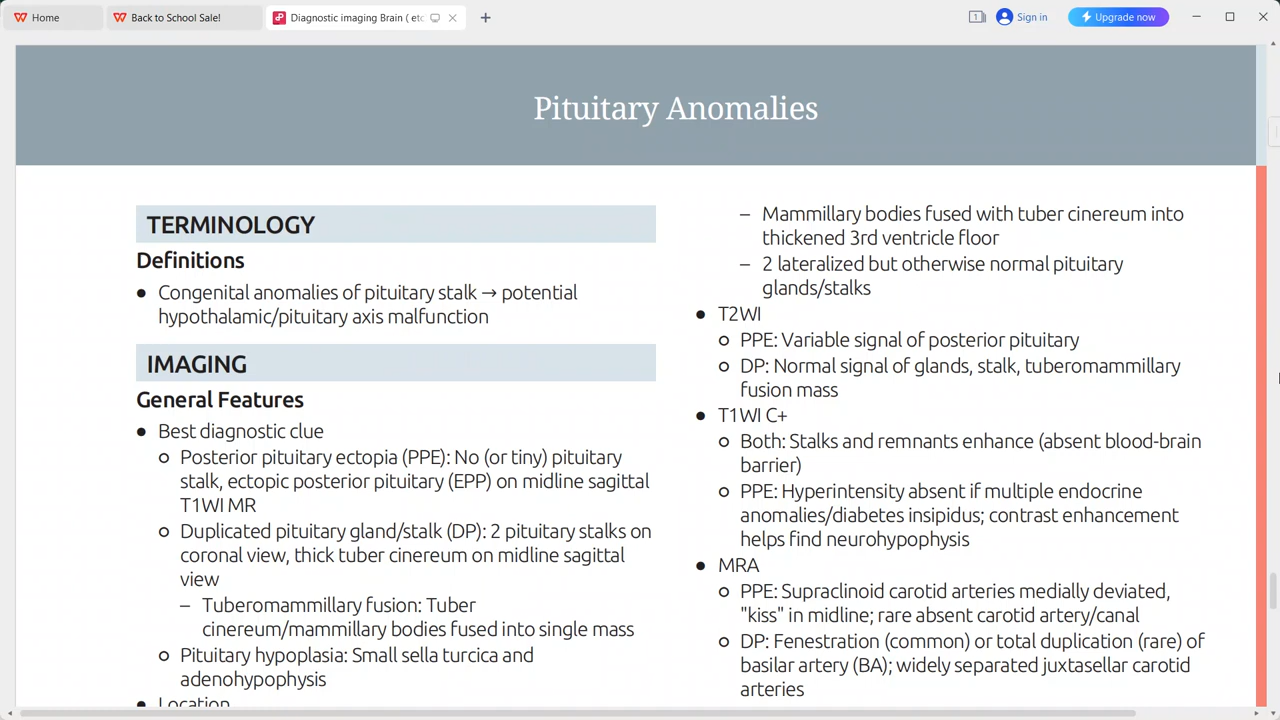 Home
Back to School Sale!
Diagnostic imaging Brain ( etc
1
Sign in
Upgrade now
Pituitary Anomalies
TERMINOLOGY
Definitions
● Congenital anomalies of pituitary stalk → potential
hypothalamic/pituitary axis malfunction
IMAGING
General Features
● Best diagnostic clue
○ Posterior pituitary ectopia (PPE): No (or tiny) pituitary
stalk, ectopic posterior pituitary (EPP) on midline sagittal
T1WI MR
○ Duplicated pituitary gland/stalk (DP): 2 pituitary stalks on
coronal view, thick tuber cinereum on midline sagittal
view
– Tuberomammillary fusion: Tuber
cinereum/mammillary bodies fused into single mass
○ Pituitary hypoplasia: Small sella turcica and
adenohypophysis
● Location
– Mammillary bodies fused with tuber cinereum into
thickened 3rd ventricle floor
– 2 lateralized but otherwise normal pituitary
glands/stalks
● T2WI
○ PPE: Variable signal of posterior pituitary
○ DP: Normal signal of glands, stalk, tuberomammillary
fusion mass
● T1WI C+
○ Both: Stalks and remnants enhance (absent blood-brain
barrier)
○ PPE: Hyperintensity absent if multiple endocrine
anomalies/diabetes insipidus; contrast enhancement
helps find neurohypophysis
● MRA
○ PPE: Supraclinoid carotid arteries medially deviated,
"kiss" in midline; rare absent carotid artery/canal
○ DP: Fenestration (common) or total duplication (rare) of
basilar artery (BA); widely separated juxtasellar carotid
arteries